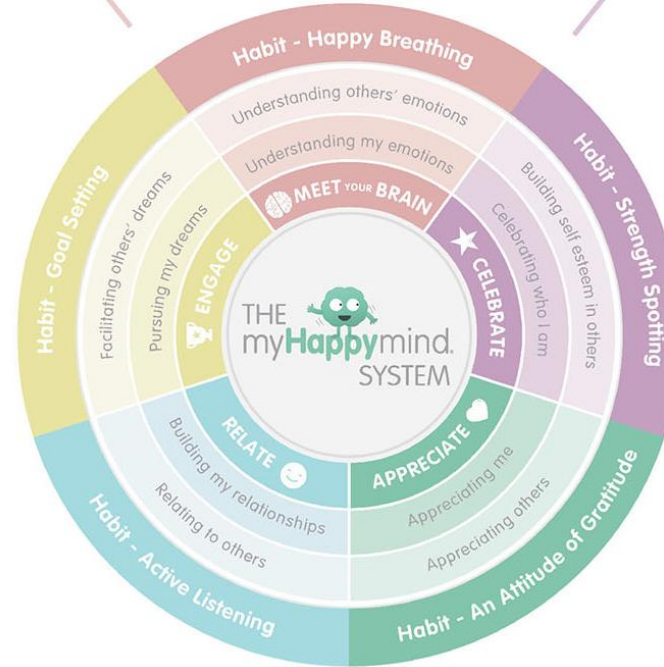 THE
myHappymind.
SYSTEM
Habit - Happy Breathing
Understanding others' emotions
Understanding my emotions
MEET YOUR BRAIN
Habit - Strength Spotting
Building self esteem in others
Celebrating who I am
CELEBRATE
Habit - An Attitude of Gratitude
Appreciating others
Appreciating me
APPRECIATE
Habit - Active Listening
Relating to others
Building my relationships
RELATE
Habit - Goal Setting
Facilitating others' dreams
Pursuing my dreams
ENGAGE